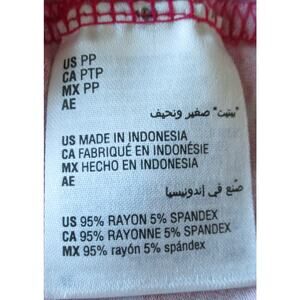 US PP
CA PTP
MX PP
AE
"بيتيت" صغير ونحيف
US MADE IN INDONESIA
CA FABRIQUÉ EN INDONÉSIE
MX HECHO EN INDONESIA
AE
صنع في إندونيسيا
US 95% RAYON 5% SPANDEX
CA 95% RAYONNE 5% SPANDEX
MX 95% rayón 5% spándex